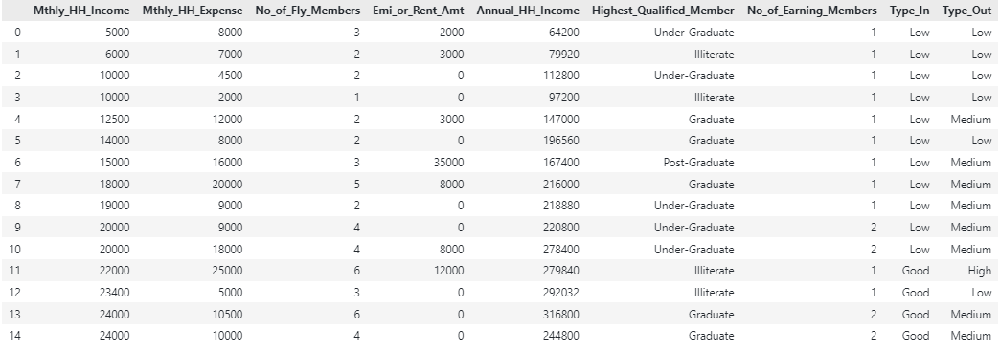 Mthly_HH_Income Mthly_HH_Expense No_of_Fly_Members Emi_or_Rent_Amt Annual_HH_Income Highest_Qualified_Member No_of_Earning_Members Type_In Type_Out
0 5000 8000 3 2000 64200 Under-Graduate 1 Low Low
1 6000 7000 2 3000 79920 Illiterate 1 Low Low
2 10000 4500 2 0 112800 Under-Graduate 1 Low Low
3 10000 2000 1 0 97200 Illiterate 1 Low Low
4 12500 12000 2 3000 147000 Graduate 1 Low Medium
5 14000 8000 2 0 196560 Graduate 1 Low Low
6 15000 16000 3 35000 167400 Post-Graduate 1 Low Medium
7 18000 20000 5 8000 216000 Graduate 1 Low Medium
8 19000 9000 2 0 218880 Under-Graduate 1 Low Medium
9 20000 9000 4 0 220800 Under-Graduate 2 Low Medium
10 20000 18000 4 8000 278400 Under-Graduate 2 Low Medium
11 22000 25000 6 12000 279840 Illiterate 1 Good High
12 23400 5000 3 0 292032 Illiterate 1 Good Low
13 24000 10500 6 0 316800 Graduate 2 Good Medium
14 24000 10000 4 0 244800 Graduate 2 Good Medium